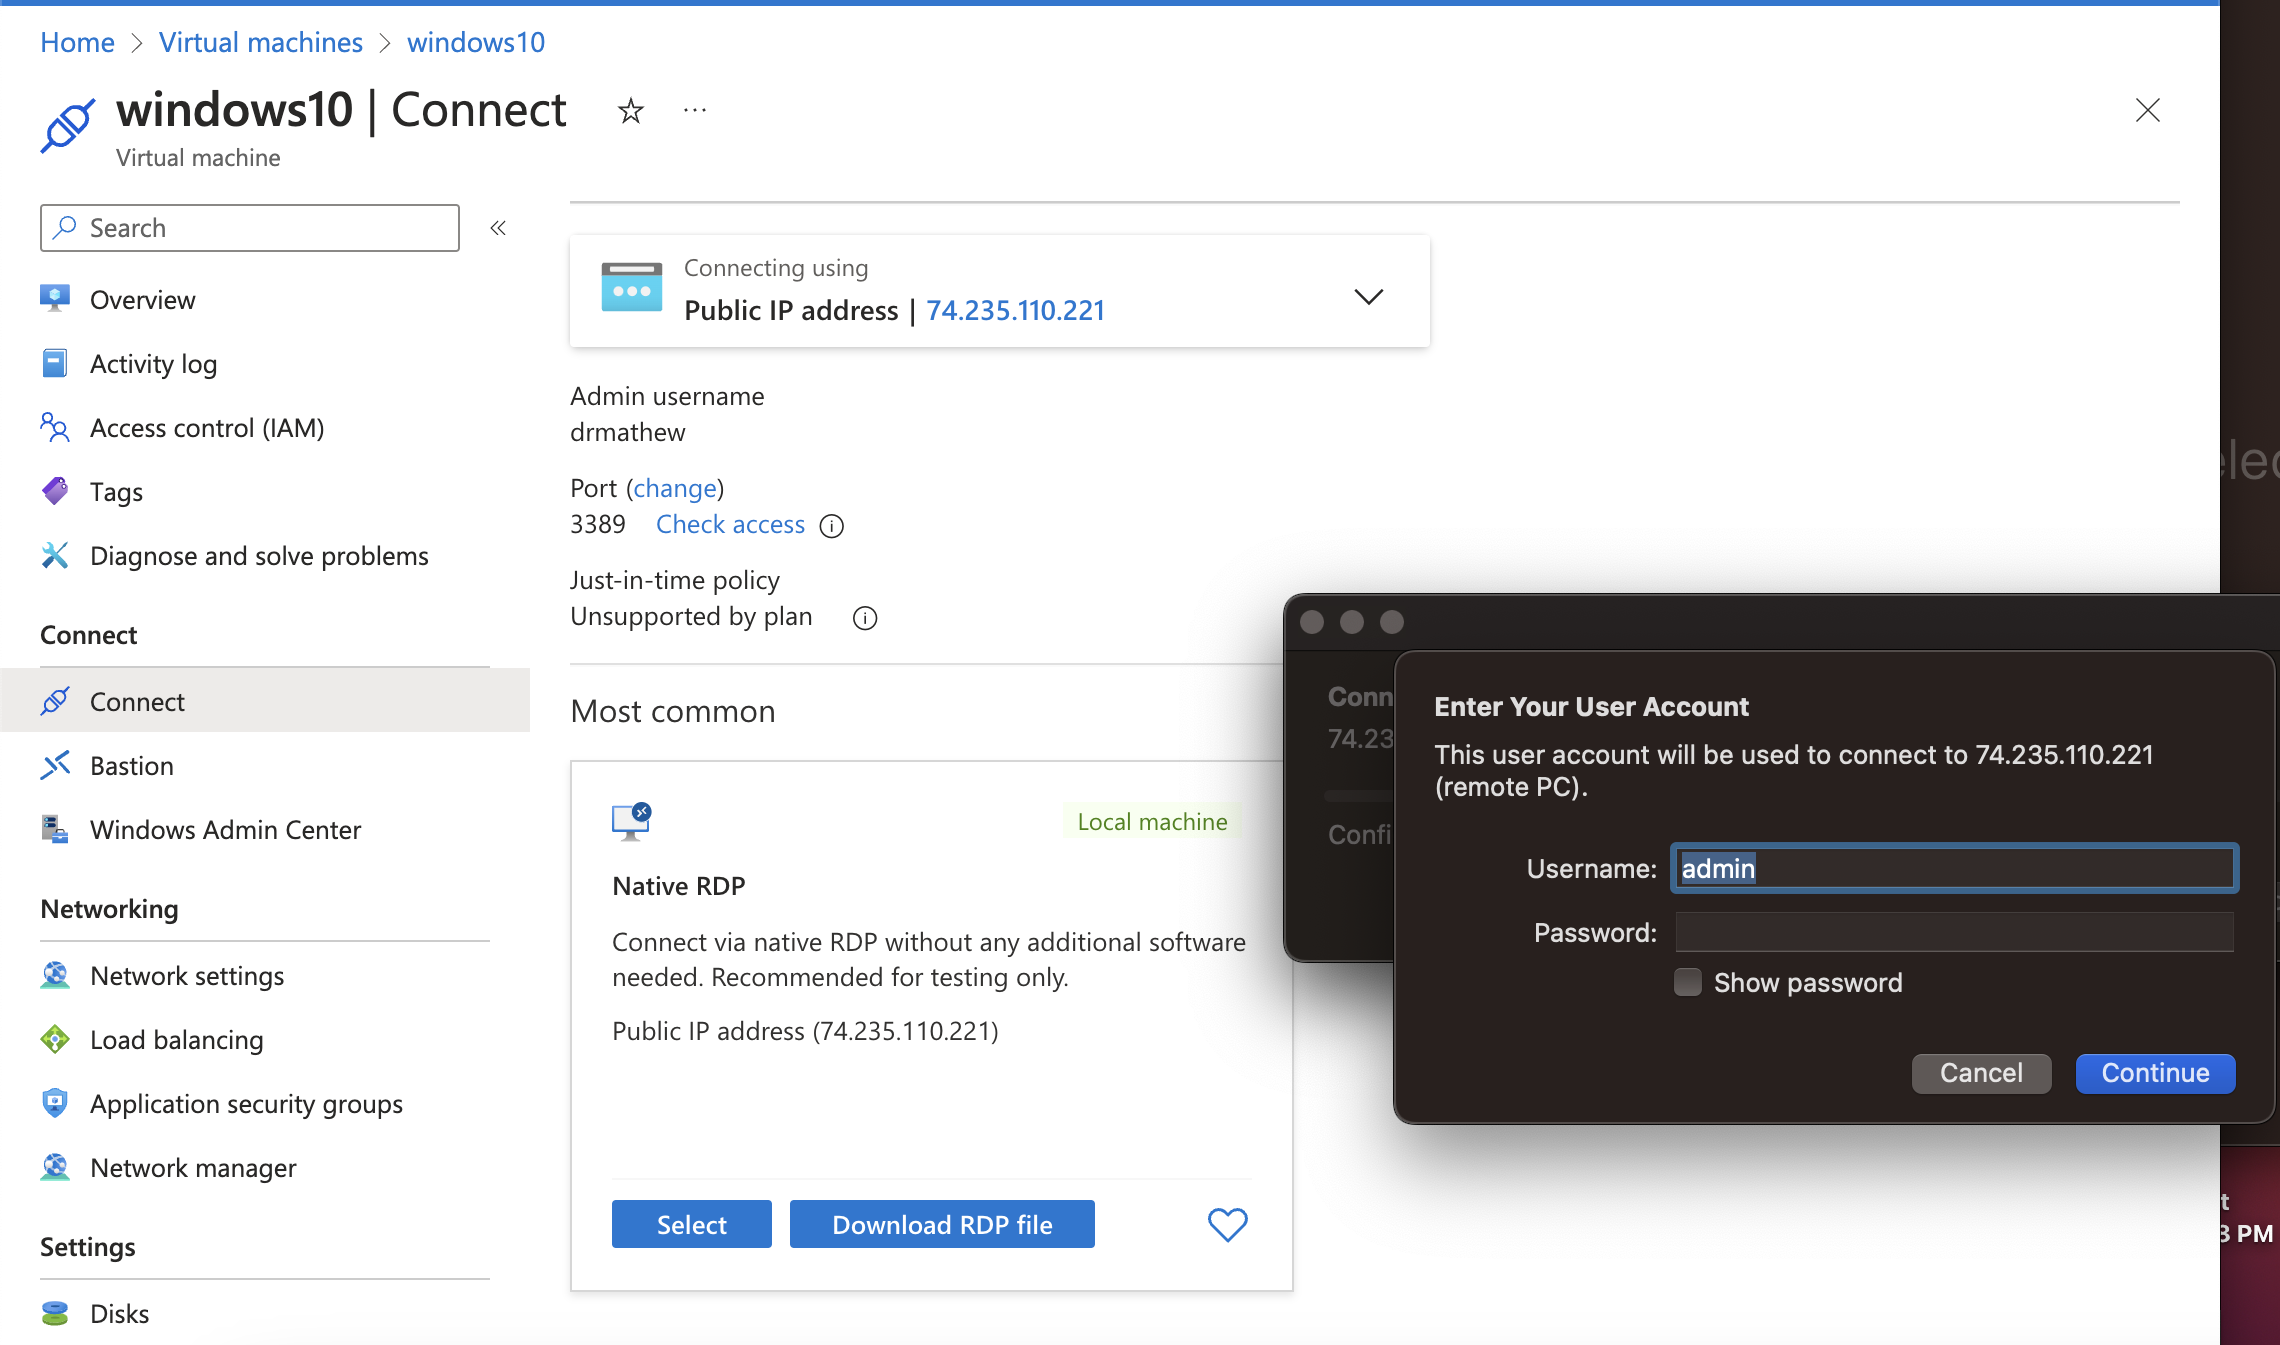 Home > Virtual machines > windows10
windows10 | Connect
Virtual machine
Search
Overview
Activity log
Access control (IAM)
Tags
Diagnose and solve problems
Connect
Connect
Bastion
Windows Admin Center
Networking
Network settings
Load balancing
Application security groups
Network manager
Settings
Disks
Connecting using
Public IP address | 74.235.110.221
Admin username
drmathew
Port (change)
3389 Check access
Just-in-time policy
Unsupported by plan
Most common
Local machine
Native RDP
Connect via native RDP without any additional software
needed. Recommended for testing only.
Public IP address (74.235.110.221)
Select Download RDP file
Conn
74.23
Confi
Enter Your User Account
This user account will be used to connect to 74.235.110.221
(remote PC).
Username: admin
Password:
Show password
Cancel Continue
3 PM